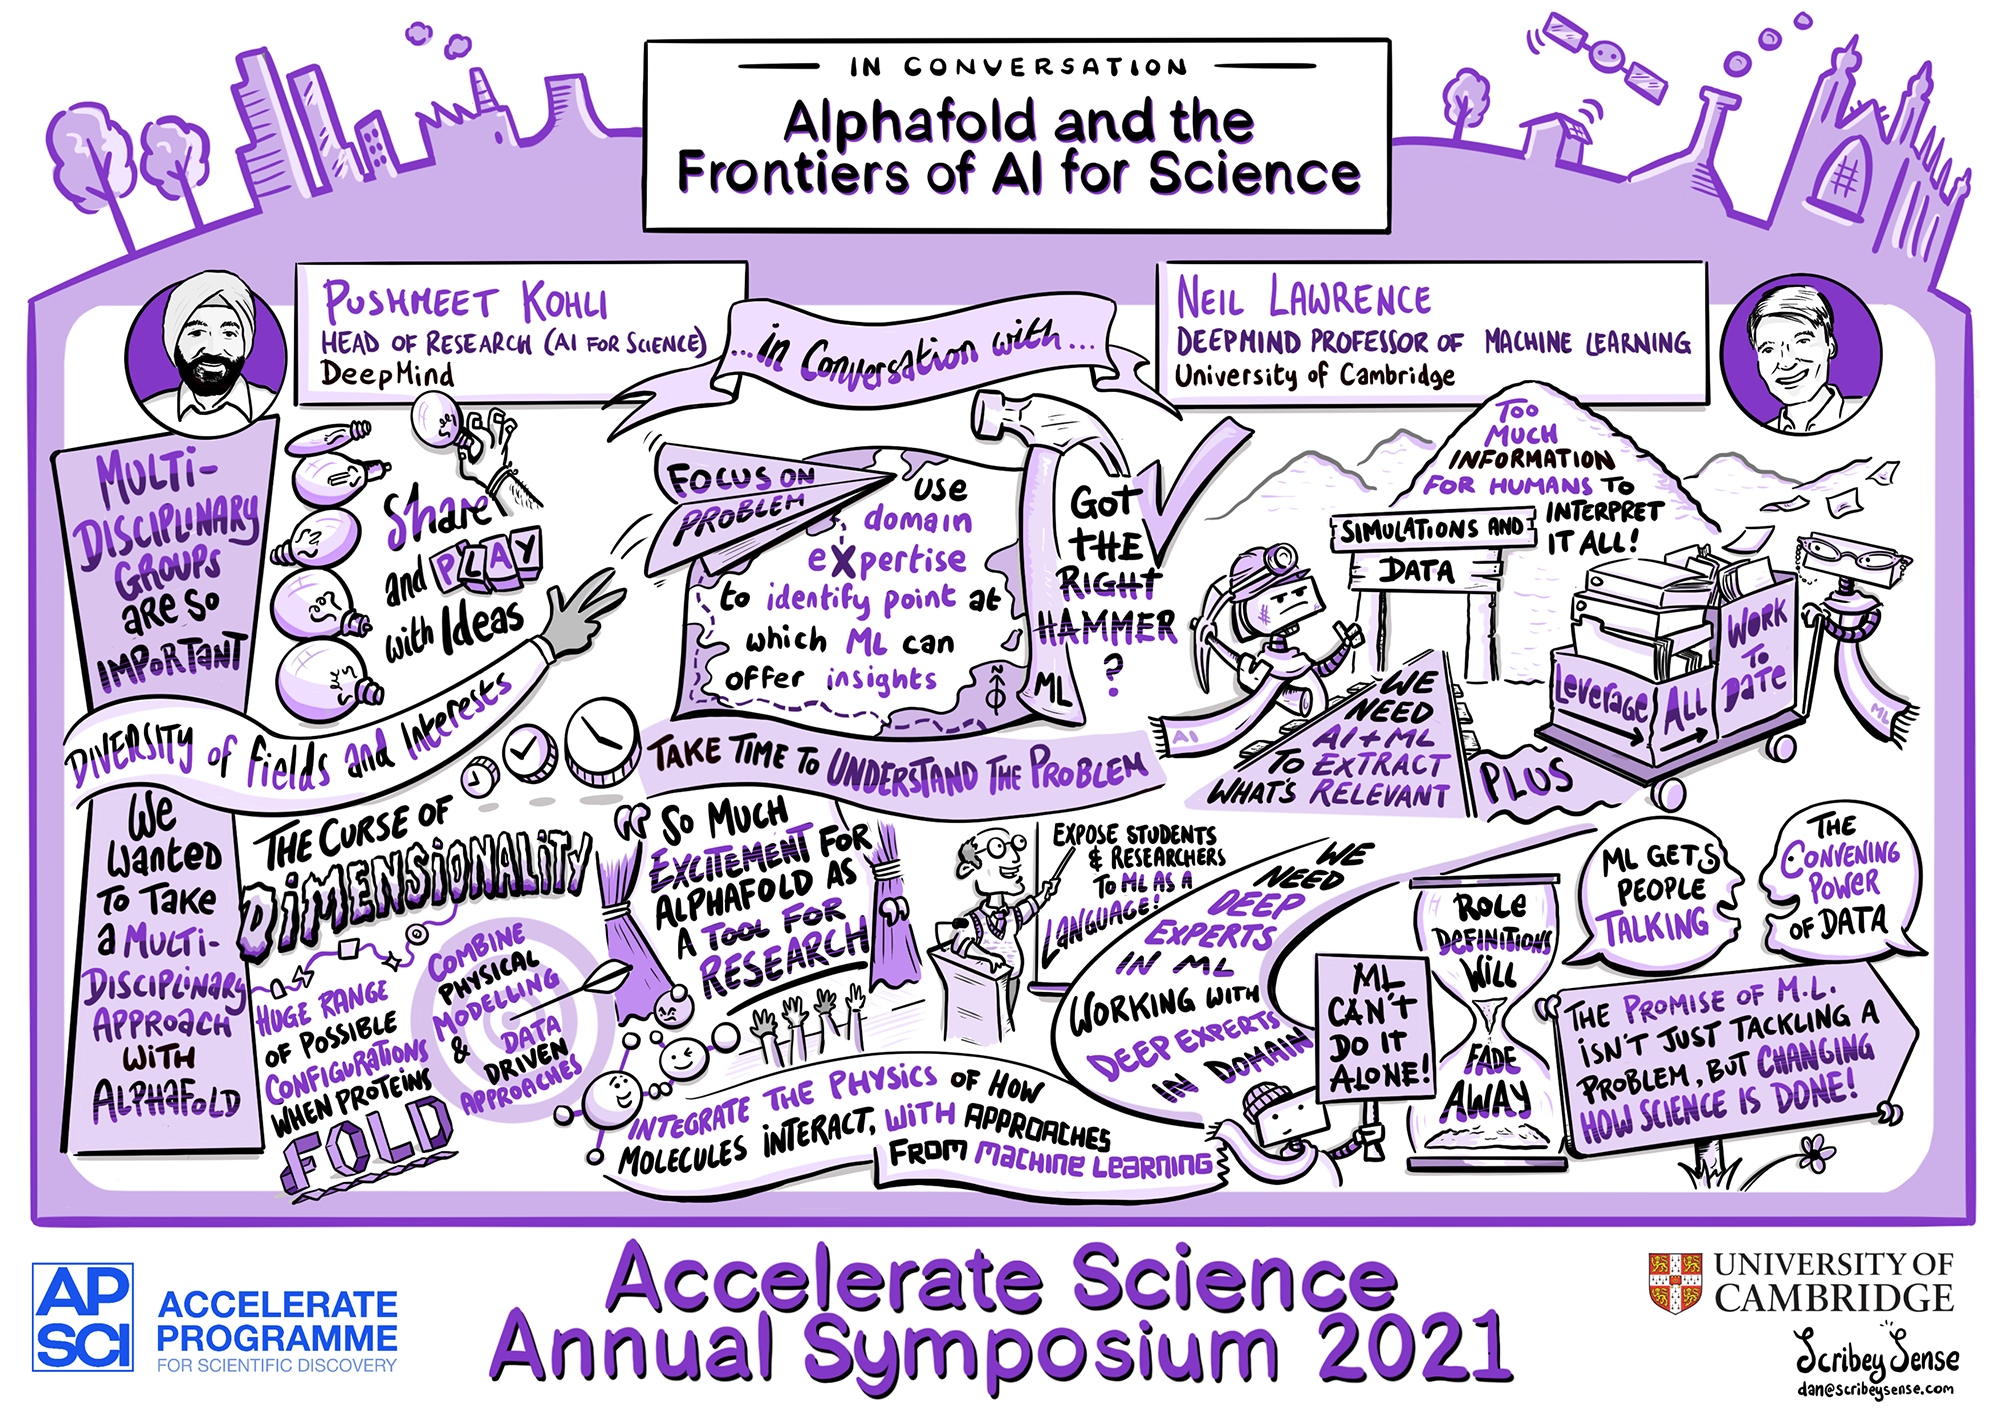 IN CONVERSATION
Alphafold and the
Frontiers of AI for Science
PUSHMEET KOHLI
HEAD OF RESEARCH (AI FOR SCIENCE)
DeepMind
...in Conversation with...
NEIL LAWRENCE
DEEPMIND PROFESSOR OF MACHINE LEARNING
University of Cambridge
MULTI-
DISCIPLINARY
GROUPS
ARE SO
IMPORTANT
Share
and PLAY
with Ideas
DIVERSITY of fields and Interests
We
Wanted
To Take
a MULTI-
DISCIPLINARY
APPROACH
WITH
ALPHAFOLD
FOCUS ON
PROBLEM
use
domain
eXpertise
to identify point at
which ML can
offer insights
N
ML
GOT
THE
RIGHT
HAMMER
?
TAKE TIME TO UNDERSTAND THE PROBLEM
TOO
MUCH
INFORMATION
FOR HUMANS TO
INTERPRET
IT ALL!
SIMULATIONS AND
DATA
AI
WE
NEED
AI + ML
TO EXTRACT
WHAT'S RELEVANT
PLUS
Leverage ALL
WORK
TO
DATE
ML
THE CURSE OF
DIMENSIONALITY
HUGE RANGE
OF POSSIBLE
CONFIGURATIONS
WHEN PROTEINS
FOLD
COMBINE
PHYSICAL
MODELLING
&
DATA
DRIVEN
APPROACHES
"SO MUCH
EXCITEMENT FOR
ALPHAFOLD AS
A TOOL FOR
RESEARCH"
INTEGRATE THE PHYSICS OF HOW
MOLECULES INTERACT, WITH APPROACHES
FROM MACHINE LEARNING
EXPOSE STUDENTS
& RESEARCHERS
TO ML AS A
LANGUAGE!
WE
NEED
DEEP
EXPERTS
IN ML
WORKING WITH
DEEP EXPERTS
IN DOMAIN
ML
CAN'T
DO IT
ALONE!
ROLE
DEFINITIONS
WILL
FADE
AWAY
ML GETS
PEOPLE
TALKING
THE
CONVENING
POWER
OF DATA
"THE PROMISE OF M.L.
ISN'T JUST TACKLING A
PROBLEM, BUT CHANGING
HOW SCIENCE IS DONE!"
AP
SCI
ACCELERATE
PROGRAMME
FOR SCIENTIFIC DISCOVERY
Accelerate Science
Annual Symposium 2021
UNIVERSITY OF
CAMBRIDGE
Scribey Sense
dan@scribeysense.com